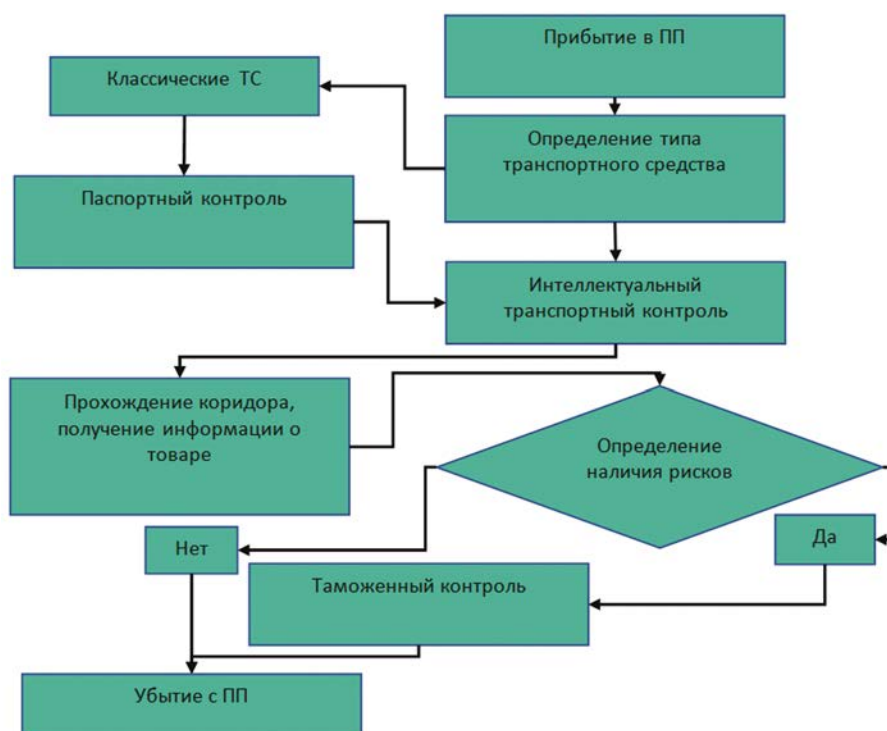 Прибытие в ПП
Классические ТС
Определение типа
транспортного средства
Паспортный контроль
Интеллектуальный
транспортный контроль
Прохождение коридора,
получение информации о
товаре
Определение
наличия рисков
Нет
Да
Таможенный контроль
Убытие с ПП